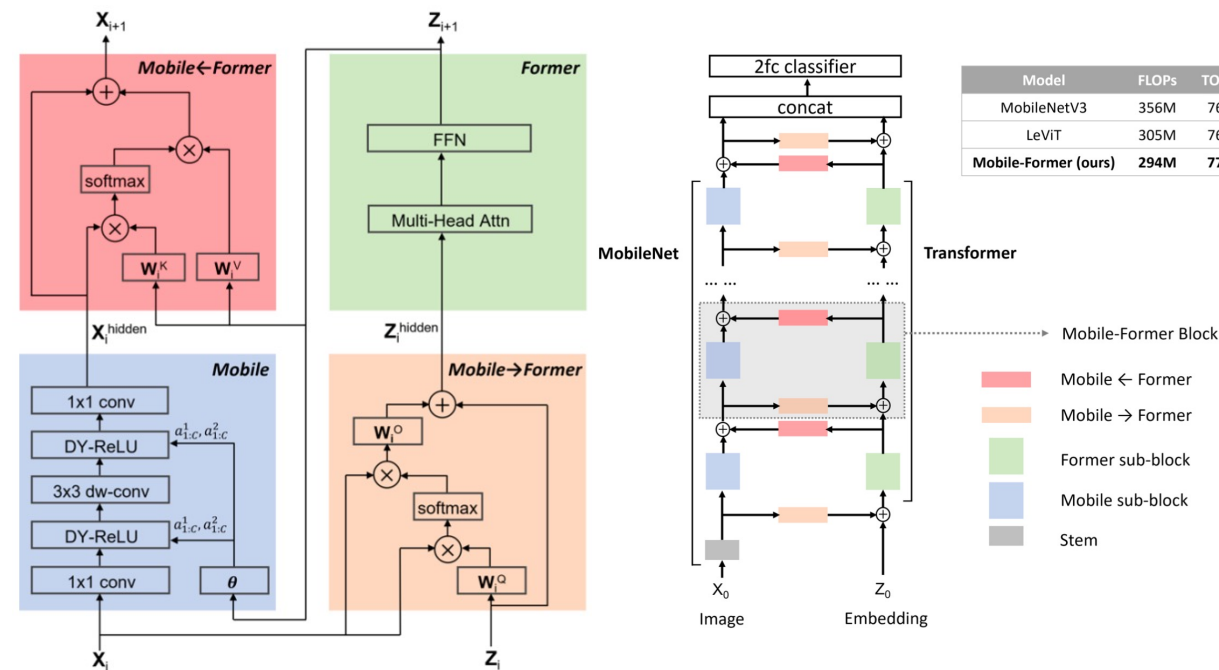 X_{i+1}
Z_{i+1}
Mobile←Former
+
×
softmax
×
W_i^K
W_i^V
X_i^{hidden}
Former
FFN
Multi-Head Attn
Z_i^{hidden}
Mobile
1x1 conv
DY-ReLU
a^1_{1:C}, a^2_{1:C}
3x3 dw-conv
DY-ReLU
a^1_{1:C}, a^2_{1:C}
1x1 conv
θ
X_i
Mobile→Former
+
W_i^O
×
softmax
×
W_i^Q
Z_i
2fc classifier
concat
MobileNet
Transformer
... ...
... ...
X_0
Z_0
Image
Embedding
Model FLOPs
MobileNetV3 356M
LeViT 305M
Mobile-Former (ours) 294M
Mobile-Former Block
Mobile ← Former
Mobile → Former
Former sub-block
Mobile sub-block
Stem